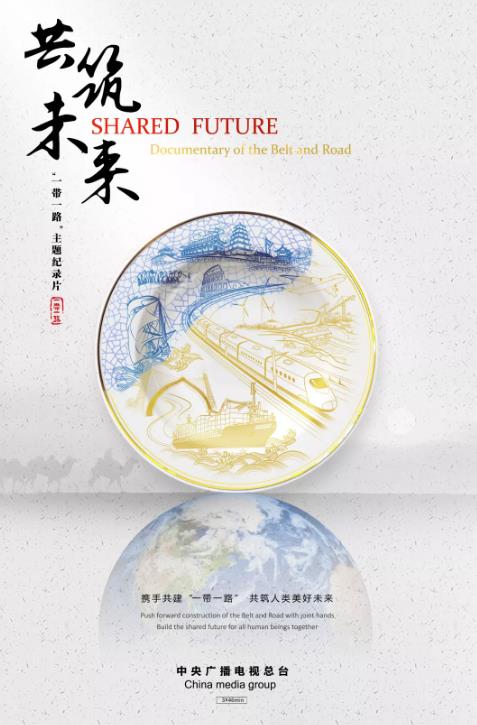 共筑未来
SHARED FUTURE
Documentary of the Belt and Road
“一带一路”主题纪录片
携手共建 “一带一路” 共筑人类美好未来
Push forward construction of the Belt and Road with joint hands,
Build the shared future for all human beings together
中央广播电视总台
China media group